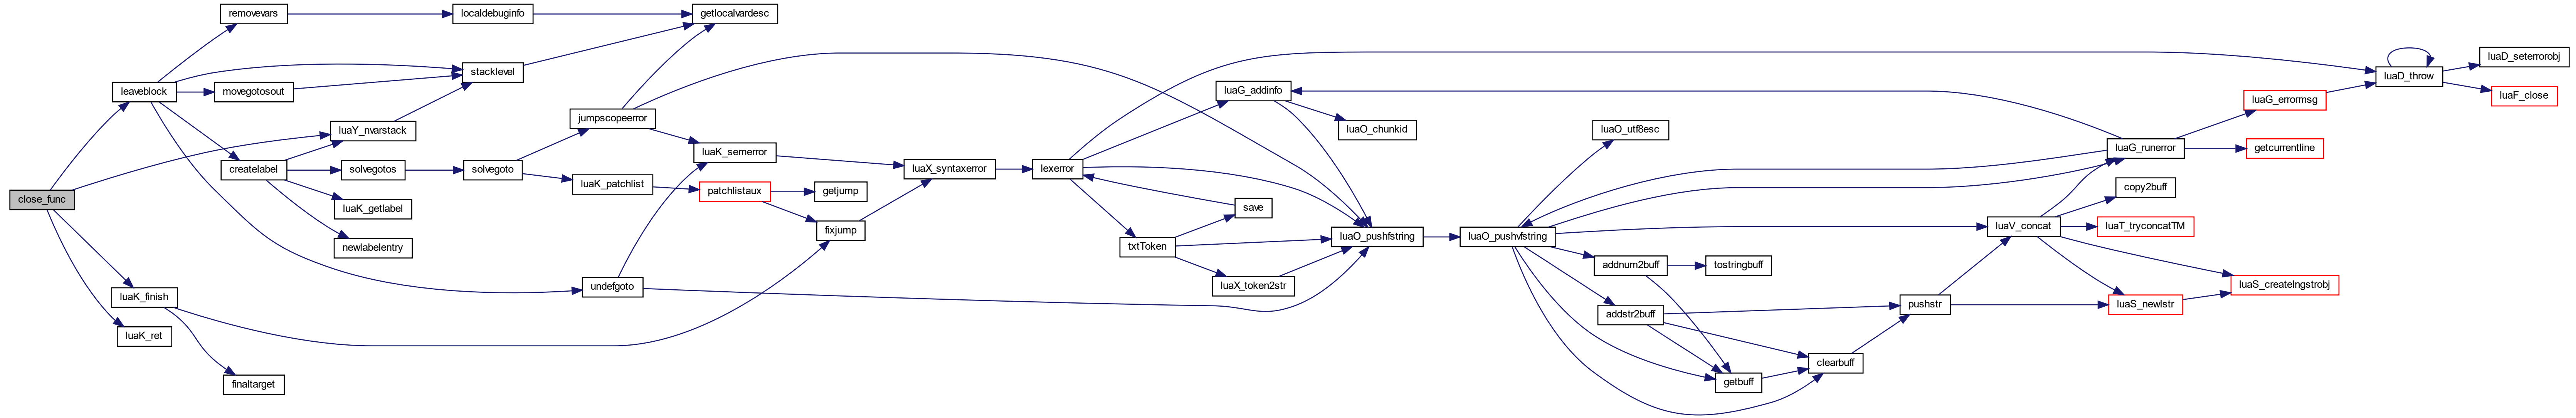 close_func
leaveblock
removevars
localdebuginfo
getlocalvardesc
stacklevel
movegotosout
luaY_nvarstack
createlabel
solvegotos
solvegoto
luaK_getlabel
newlabelentry
luaK_finish
luaK_ret
finaltarget
jumpscopeerror
luaK_patchlist
undefgoto
luaK_semerror
patchlistaux
getjump
fixjump
luaX_syntaxerror
lexerror
luaG_addinfo
luaO_chunkid
save
txtToken
luaX_token2str
luaO_pushfstring
luaO_pushvfstring
luaO_utf8esc
addnum2buff
tostringbuff
addstr2buff
getbuff
clearbuff
pushstr
luaV_concat
luaG_runerror
copy2buff
luaT_tryconcatTM
luaS_newlstr
luaS_createlngstrobj
luaG_errormsg
getcurrentline
luaD_throw
luaD_seterrorobj
luaF_close